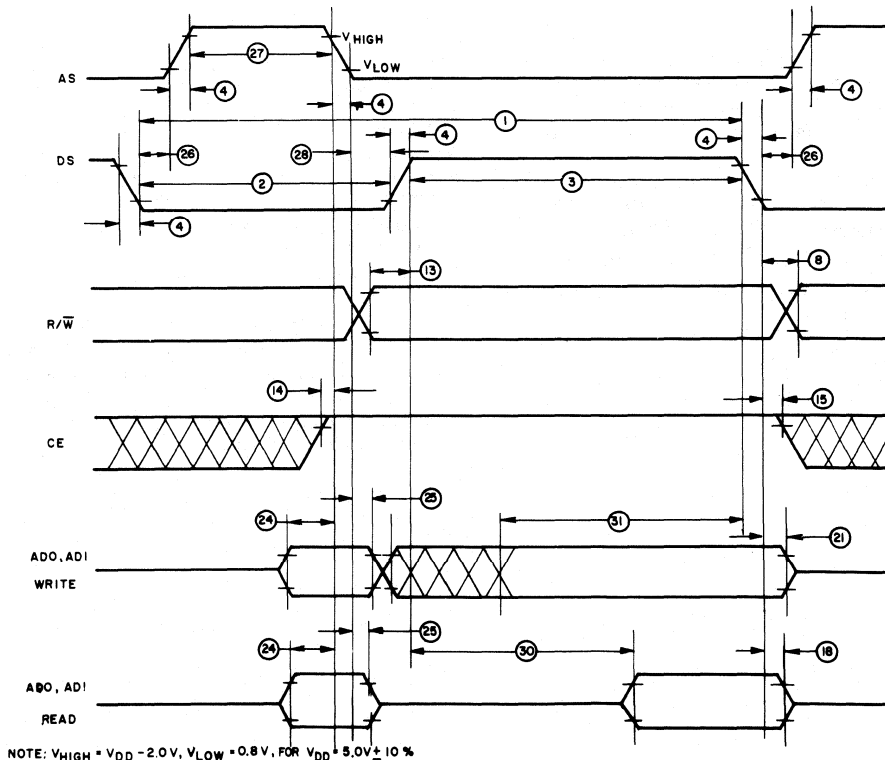 V HIGH
27
V LOW
AS
4
4
4
1
4
4
DS
26
28
26
2
3
4
13
8
R/W̅
14
15
CE
25
24
31
21
AD0, AD1
WRITE
25
24
30
18
AD0, AD1
READ
NOTE: V HIGH = V DD - 2.0 V, V LOW = 0.8 V, FOR V DD = 5.0V ± 10 %